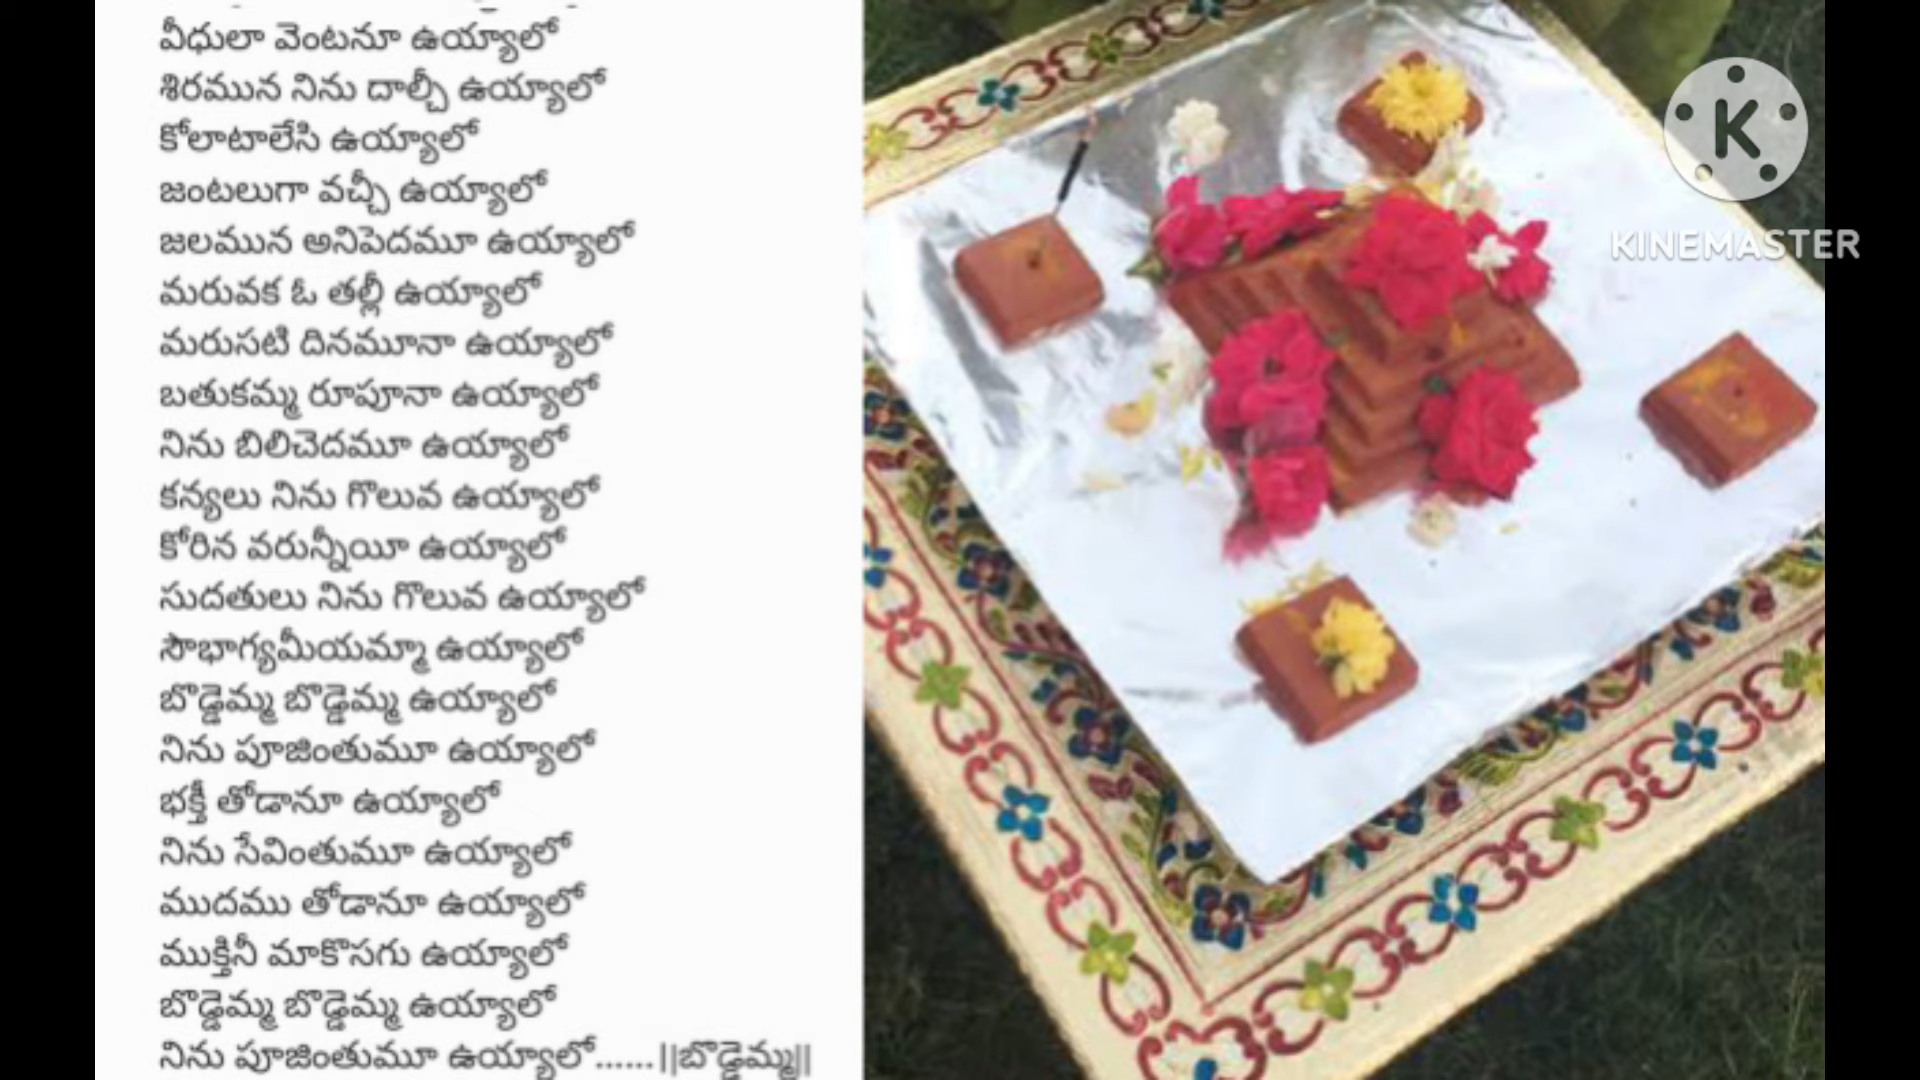 వీధులా వెంటనూ ఉయ్యాలో
శిరమున నిను దాల్చీ ఉయ్యాలో
కోలాటాలేసి ఉయ్యాలో
జంటలుగా వచ్చీ ఉయ్యాలో
జలమున అనిపెదమూ ఉయ్యాలో
మరువక ఓ తల్లీ ఉయ్యాలో
మరుసటి దినమూనా ఉయ్యాలో
బతుకమ్మ రూపూనా ఉయ్యాలో
నిను బిలిచెదమూ ఉయ్యాలో
కన్యలు నిను గొలువ ఉయ్యాలో
కోరిన వరున్నీయీ ఉయ్యాలో
సుదతులు నిను గొలువ ఉయ్యాలో
సౌభాగ్యమీయమ్మా ఉయ్యాలో
బొడ్డెమ్మ బొడ్డెమ్మ ఉయ్యాలో
నిను పూజింతుమూ ఉయ్యాలో
భక్తీ తోడానూ ఉయ్యాలో
నిను సేవింతుమూ ఉయ్యాలో
ముదము తోడానూ ఉయ్యాలో
ముక్తినీ మాకొసగు ఉయ్యాలో
బొడ్డెమ్మ బొడ్డెమ్మ ఉయ్యాలో
నిను పూజింతుమూ ఉయ్యాలో......||బొడ్డెమ్మ||
K
KINEMASTER